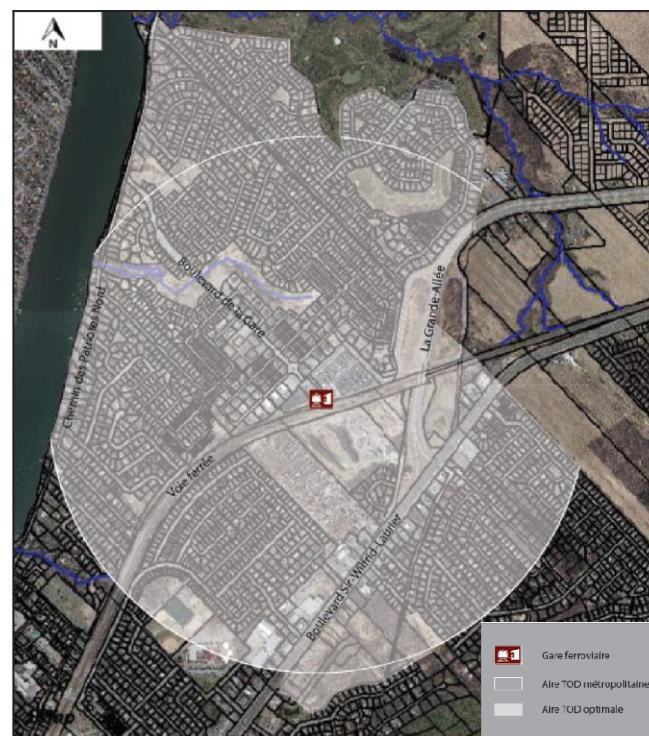 N
Boulevard de la Gare
La Grande-Allée
Chemin des Patriotes Nord
Voie ferrée
Boulevard Sir-Wilfrid-Laurier
Gare ferroviaire
Aire TOD métropolitaine
Aire TOD optimale